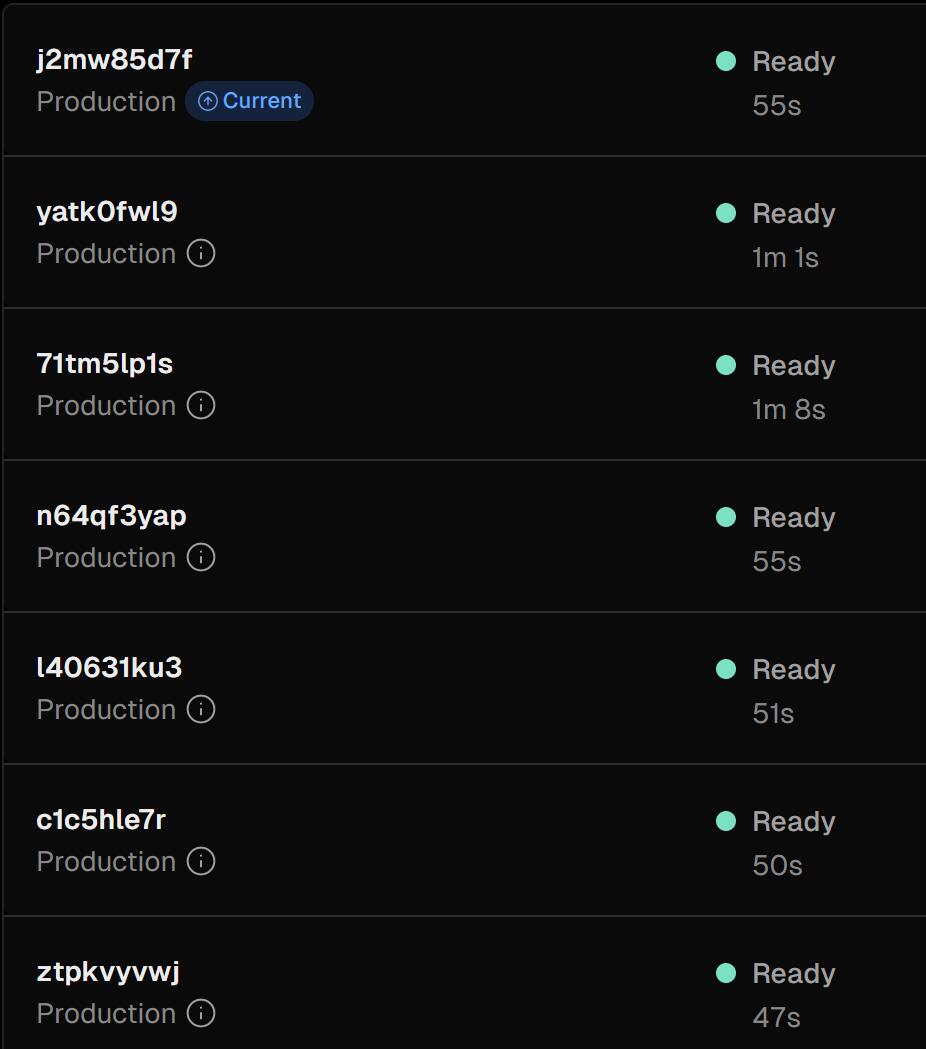 j2mw85d7f
Ready
Production Current
55s
yatk0fwl9
Ready
Production
1m 1s
71tm5lp1s
Ready
Production
1m 8s
n64qf3yap
Ready
Production
55s
l40631ku3
Ready
Production
51s
c1c5hle7r
Ready
Production
50s
ztpkvyvwj
Ready
Production
47s